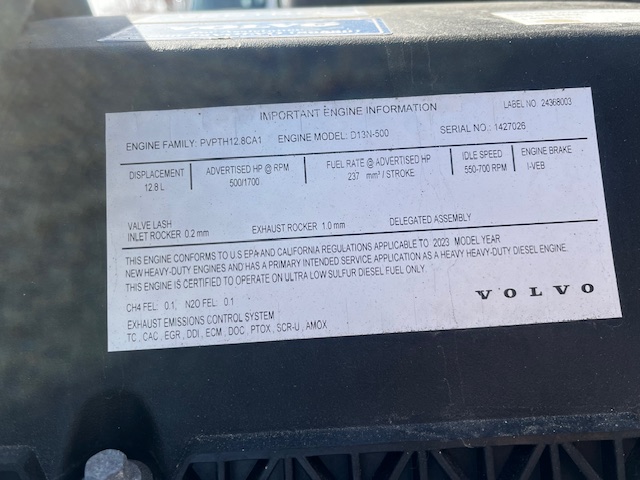 IMPORTANT ENGINE INFORMATION LABEL NO: 24368003
ENGINE FAMILY: PVPTH12.8CA1 ENGINE MODEL: D13N-500 SERIAL NO.: 1427026
DISPLACEMENT ADVERTISED HP @ RPM FUEL RATE @ ADVERTISED HP IDLE SPEED ENGINE BRAKE
12.8 L 500/1700 237 mm³ / STROKE 550-700 RPM I-VEB
VALVE LASH
INLET ROCKER 0.2 mm EXHAUST ROCKER 1.0 mm DELEGATED ASSEMBLY
THIS ENGINE CONFORMS TO U.S EPA AND CALIFORNIA REGULATIONS APPLICABLE TO 2023 MODEL YEAR
NEW HEAVY-DUTY ENGINES AND HAS A PRIMARY INTENDED SERVICE APPLICATION AS A HEAVY HEAVY-DUTY DIESEL ENGINE.
THIS ENGINE IS CERTIFIED TO OPERATE ON ULTRA LOW SULFUR DIESEL FUEL ONLY.
CH4 FEL: 0.1, N2O FEL: 0.1
VOLVO
EXHAUST EMISSIONS CONTROL SYSTEM
TC, CAC, EGR, DDI, ECM, DOC, PTOX, SCR-U, AMOX